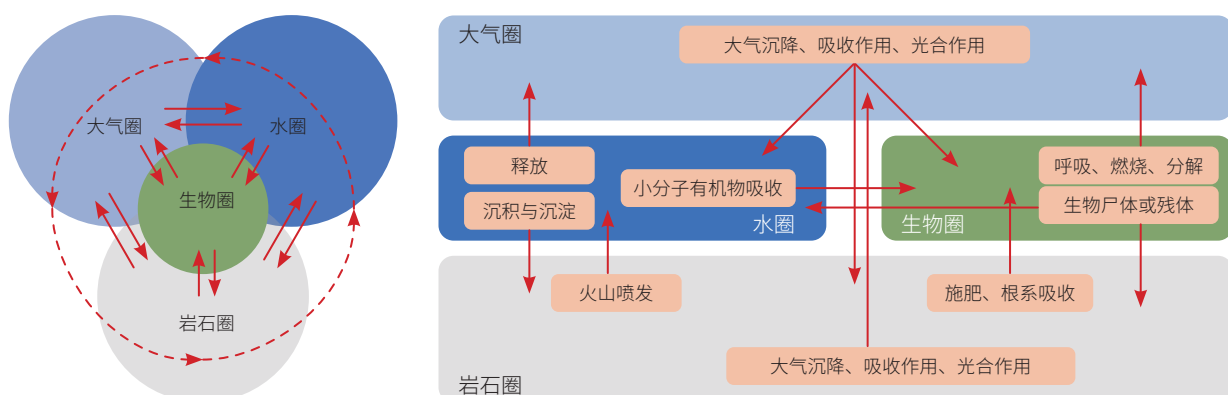 大气圈
水圈
生物圈
岩石圈
大气圈
大气沉降、吸收作用、光合作用
释放
沉积与沉淀
小分子有机物吸收
水圈
呼吸、燃烧、分解
生物尸体或残体
生物圈
火山喷发
施肥、根系吸收
大气沉降、吸收作用、光合作用
岩石圈